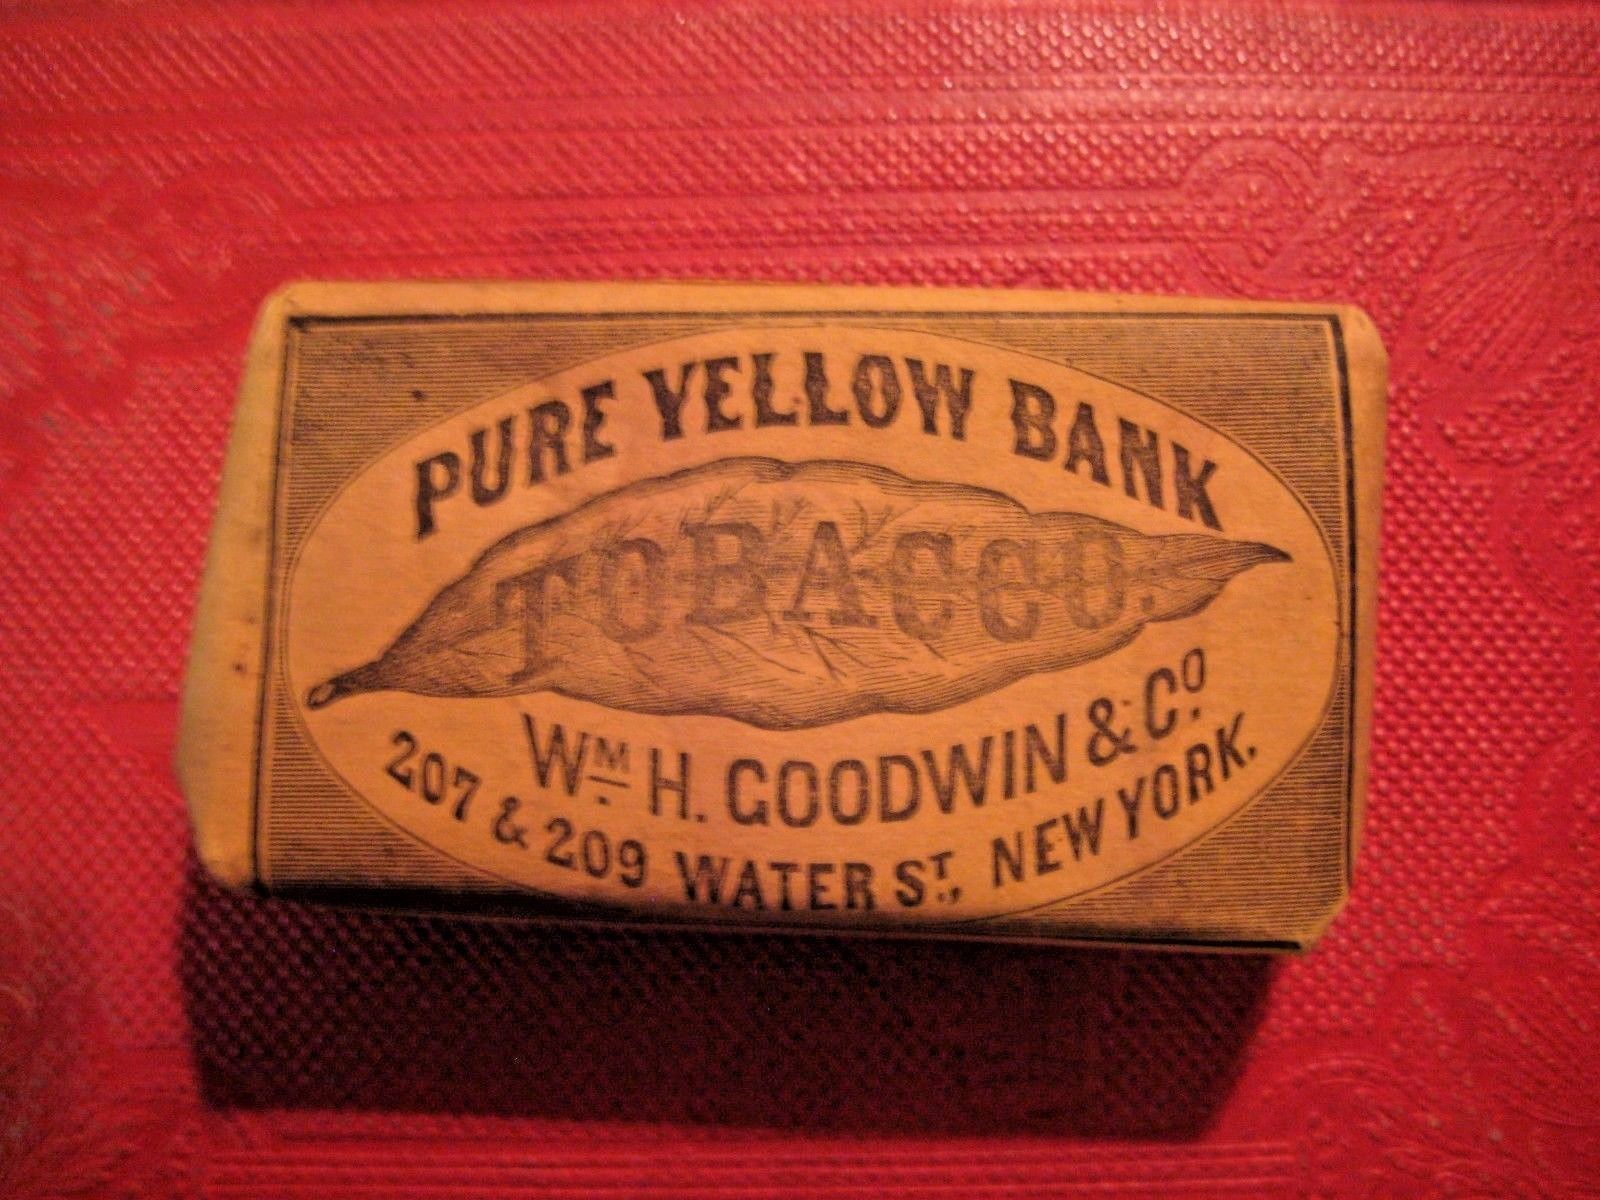 PURE YELLOW BANK
TOBACCO.
WM. H. GOODWIN & CO.
207 & 209 WATER ST., NEW YORK.